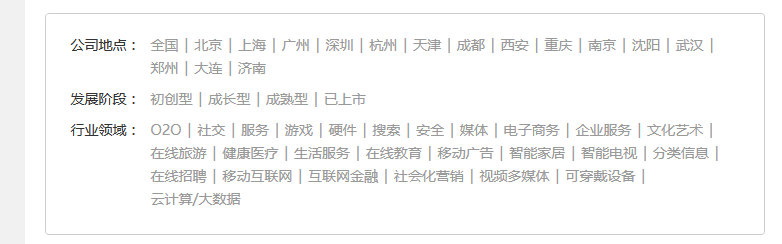 公司地点： 全国 | 北京 | 上海 | 广州 | 深圳 | 杭州 | 天津 | 成都 | 西安 | 重庆 | 南京 | 沈阳 | 武汉 |
郑州 | 大连 | 济南
发展阶段： 初创型 | 成长型 | 成熟型 | 已上市
行业领域： O2O | 社交 | 服务 | 游戏 | 硬件 | 搜索 | 安全 | 媒体 | 电子商务 | 企业服务 | 文化艺术 |
在线旅游 | 健康医疗 | 生活服务 | 在线教育 | 移动广告 | 智能家居 | 智能电视 | 分类信息 |
在线招聘 | 移动互联网 | 互联网金融 | 社会化营销 | 视频多媒体 | 可穿戴设备 |
云计算/大数据